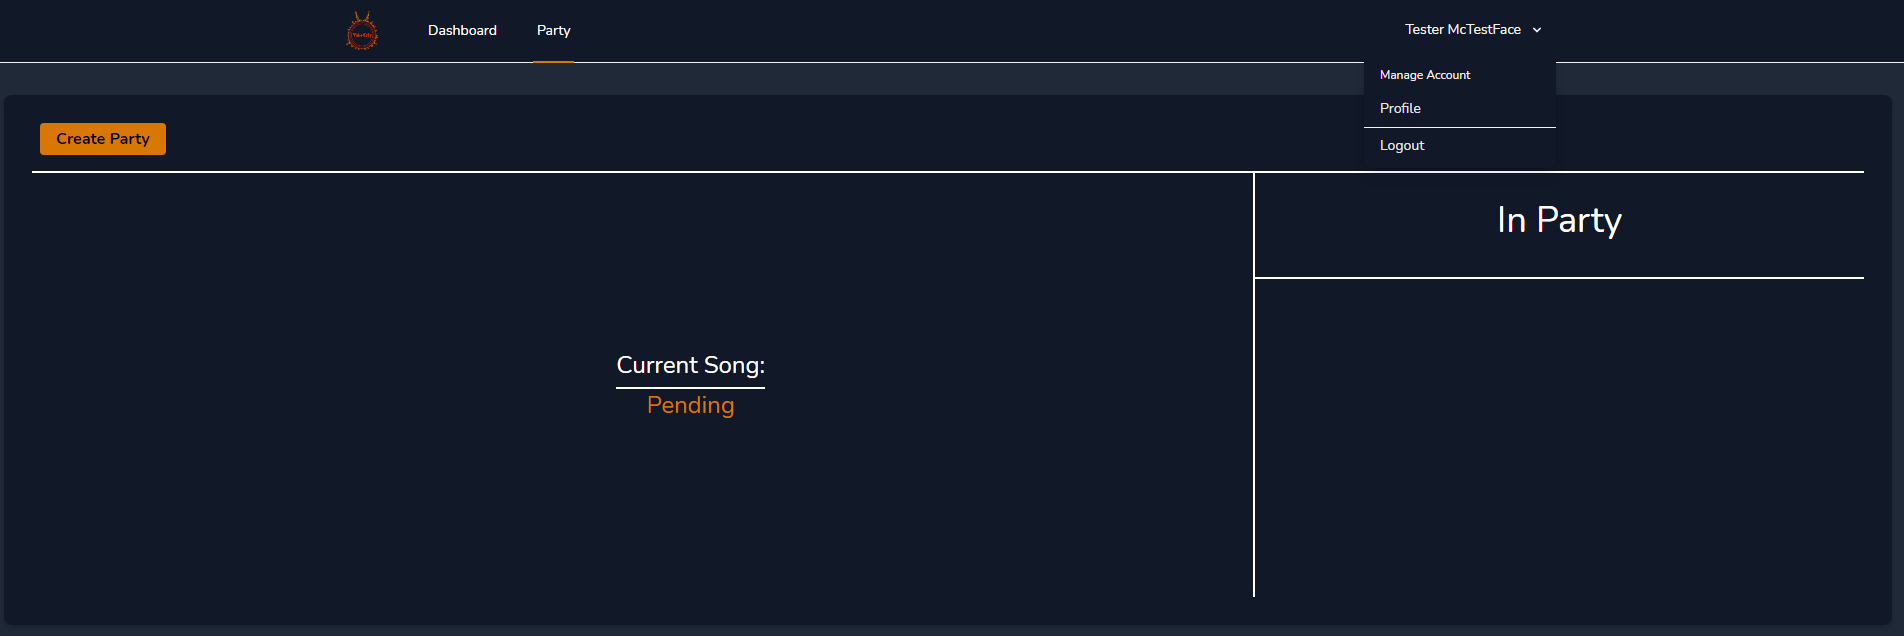 Dashboard
Party
Tester McTestFace
Manage Account
Profile
Logout
Create Party
In Party
Current Song:
Pending